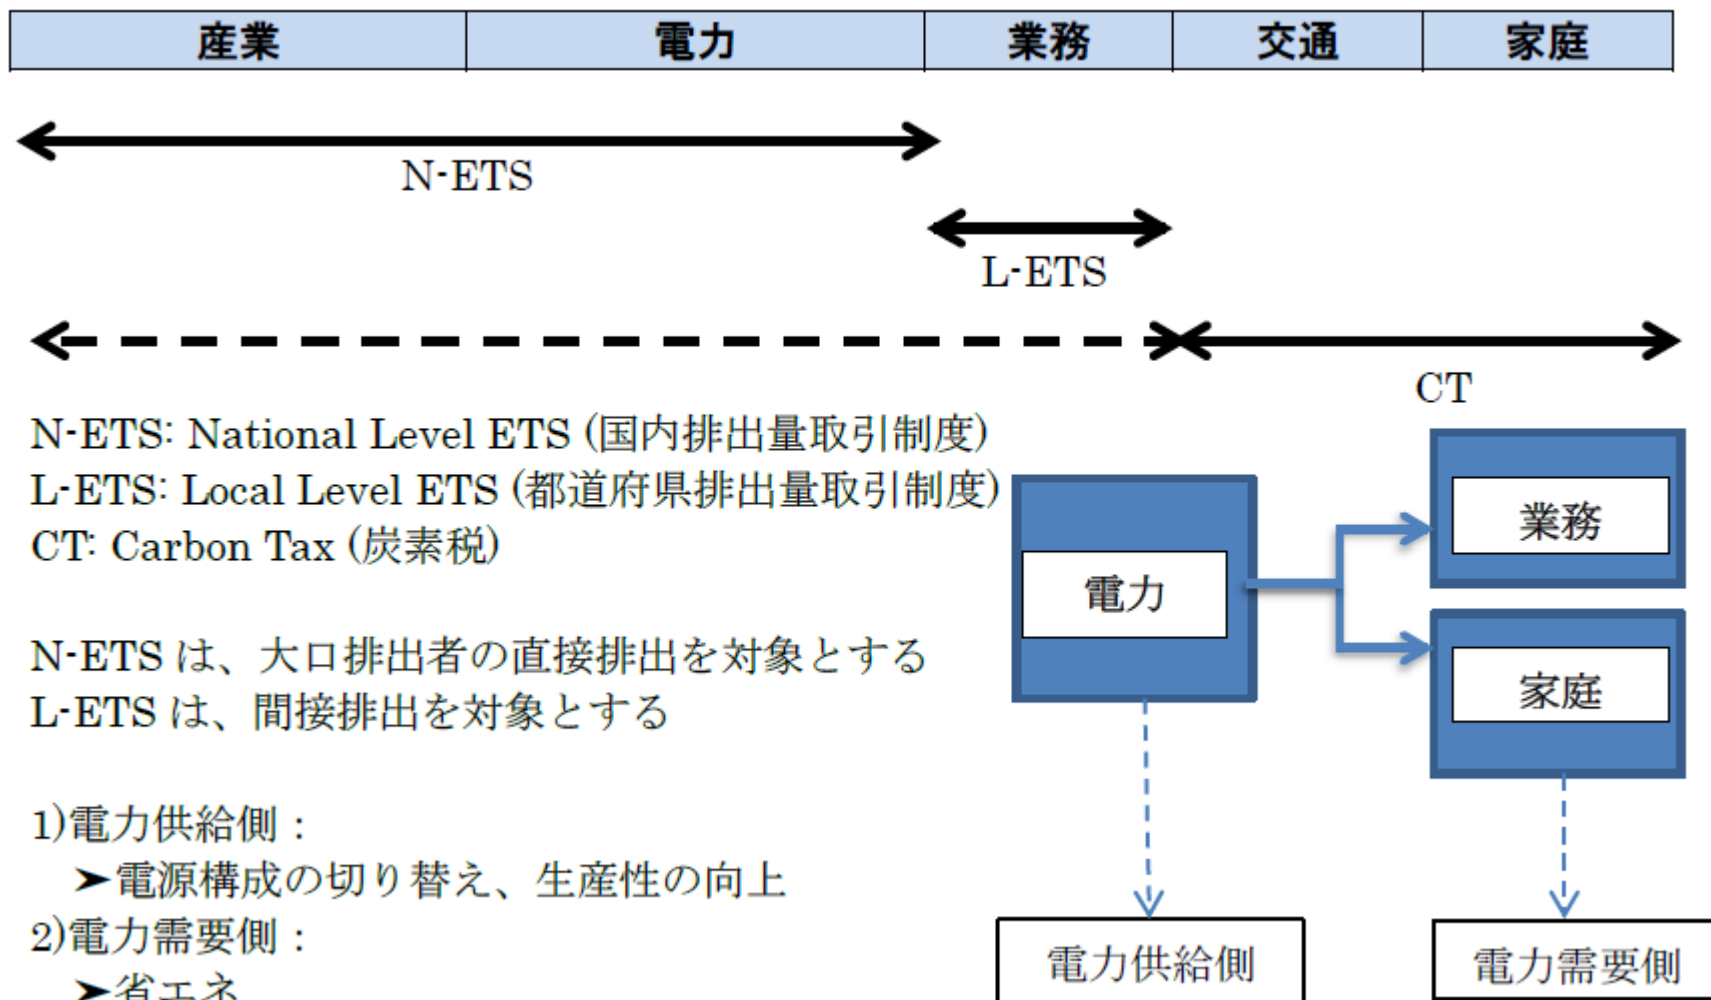 産業 電力 業務 交通 家庭
N-ETS
L-ETS
CT
N-ETS: National Level ETS (国内排出量取引制度)
L-ETS: Local Level ETS (都道府県排出量取引制度)
CT: Carbon Tax (炭素税)
N-ETS は、大口排出者の直接排出を対象とする
L-ETS は、間接排出を対象とする
1)電力供給側：
➤電源構成の切り替え、生産性の向上
2)電力需要側：
➤省エネ
電力
業務
家庭
電力供給側
電力需要側